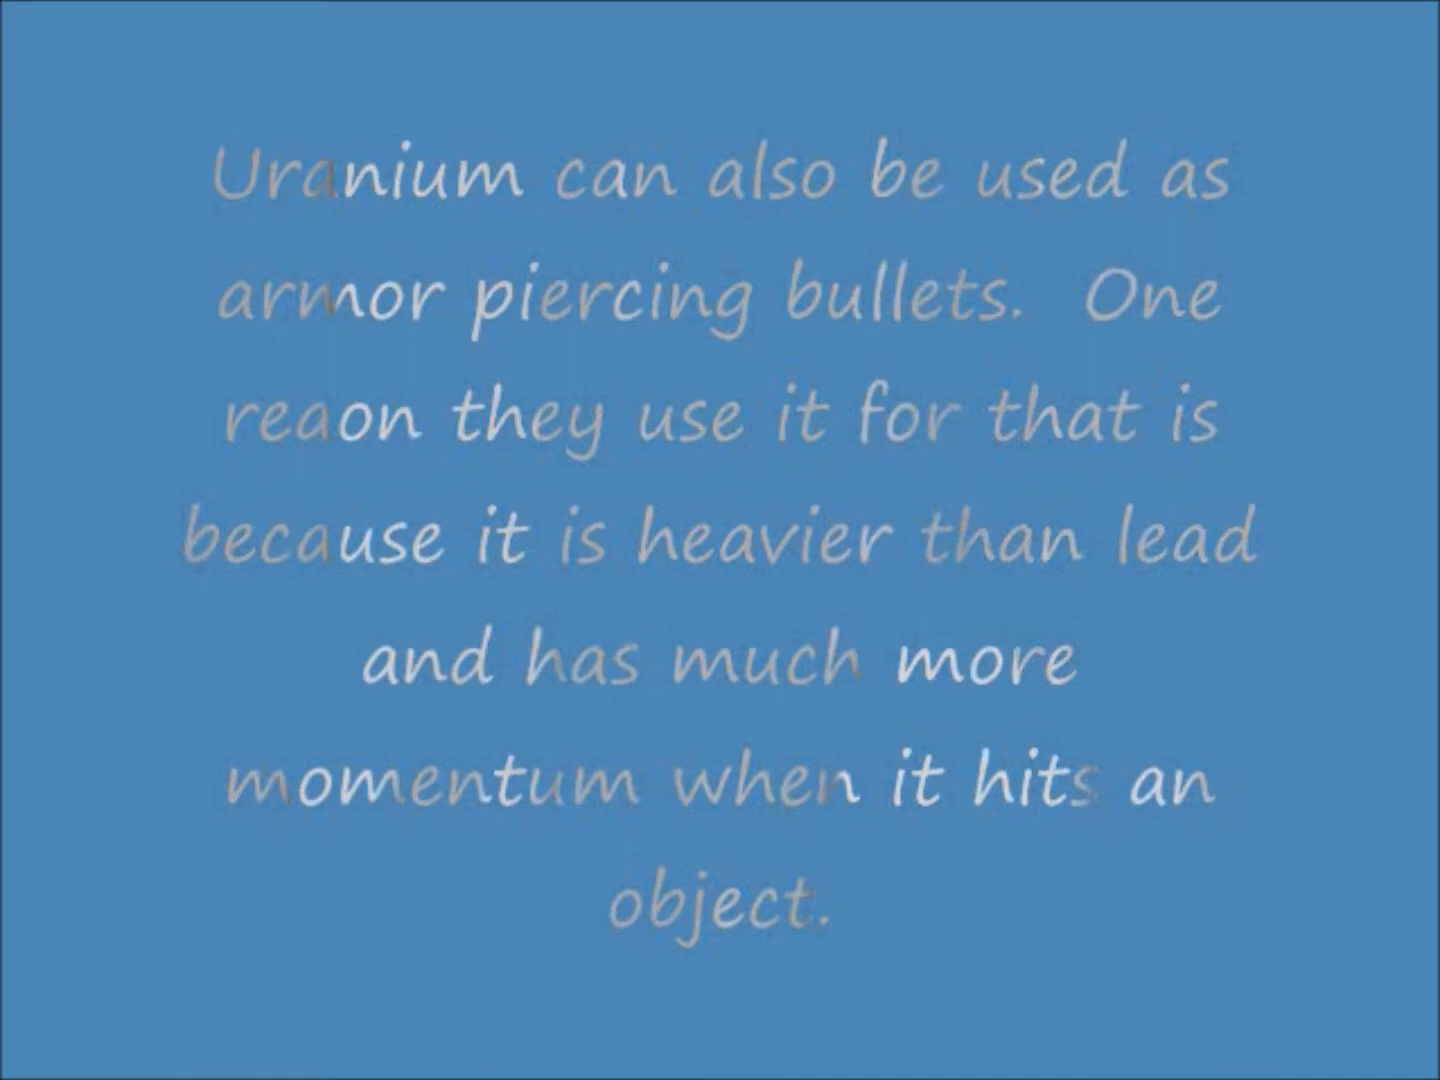 Uranium can also be used as
armor piercing bullets.  One
reaon they use it for that is
because it is heavier than lead
and has much more
momentum when it hits an
object.